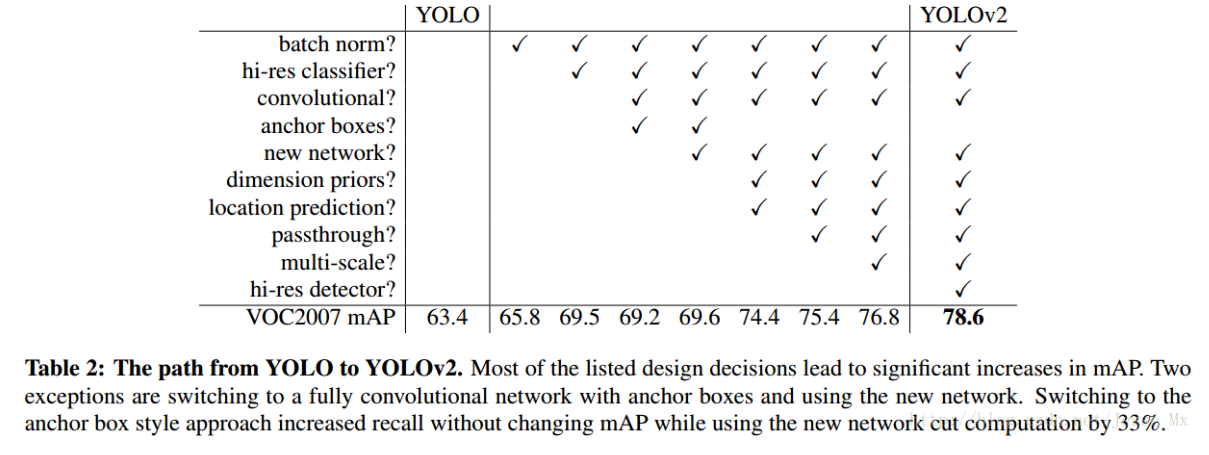 YOLO YOLOv2
batch norm? ✓ ✓ ✓ ✓ ✓ ✓ ✓ ✓
hi-res classifier? ✓ ✓ ✓ ✓ ✓ ✓ ✓
convolutional? ✓ ✓ ✓ ✓ ✓ ✓
anchor boxes? ✓ ✓
new network? ✓ ✓ ✓ ✓ ✓
dimension priors? ✓ ✓ ✓ ✓
location prediction? ✓ ✓ ✓ ✓
passthrough? ✓ ✓ ✓
multi-scale? ✓ ✓
hi-res detector? ✓
VOC2007 mAP 63.4 65.8 69.5 69.2 69.6 74.4 75.4 76.8 78.6
Table 2: The path from YOLO to YOLOv2. Most of the listed design decisions lead to significant increases in mAP. Two
exceptions are switching to a fully convolutional network with anchor boxes and using the new network. Switching to the
anchor box style approach increased recall without changing mAP while using the new network cut computation by 33%.